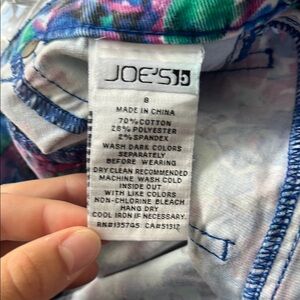 JOE'S
8
MADE IN CHINA
70% COTTON
28% POLYESTER
2% SPANDEX
WASH DARK COLORS
SEPARATELY
BEFORE WEARING
DRY CLEAN RECOMMENDED
MACHINE WASH COLD
INSIDE OUT
WITH LIKE COLORS
NON-CHLORINE BLEACH
HANG DRY
COOL IRON IF NECESSARY.
RN#135745 CA#51317